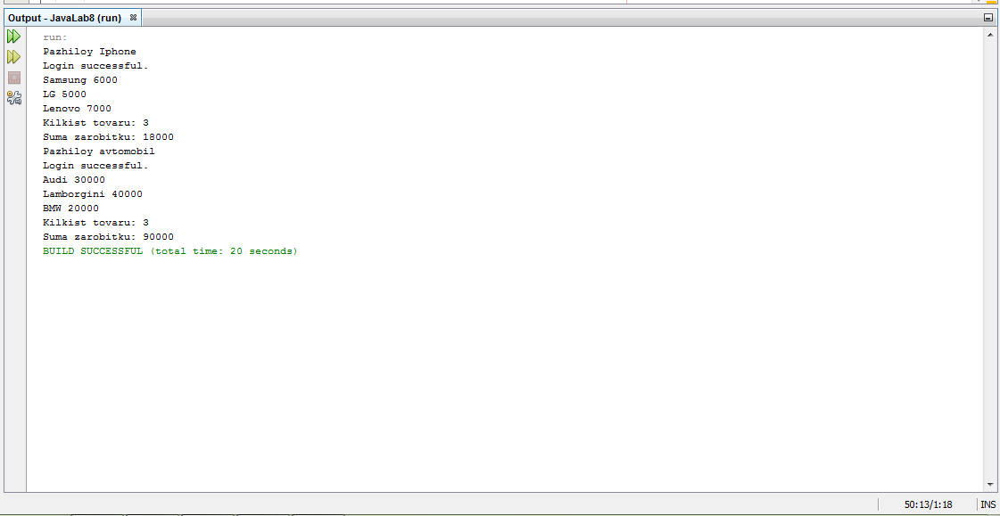 Output - JavaLab8 (run)
run:
Pazhiloy Iphone
Login successful.
Samsung 6000
LG 5000
Lenovo 7000
Kilkist tovaru: 3
Suma zarobitku: 18000
Pazhiloy avtomobil
Login successful.
Audi 30000
Lamborgini 40000
BMW 20000
Kilkist tovaru: 3
Suma zarobitku: 90000
BUILD SUCCESSFUL (total time: 20 seconds)
50:13/1:18 INS